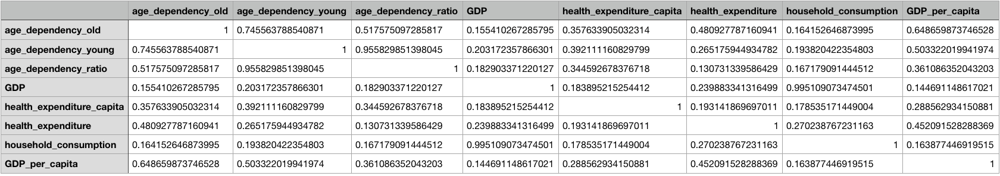 age_dependency_old age_dependency_young age_dependency_ratio GDP health_expenditure_capita health_expenditure household_consumption GDP_per_capita
age_dependency_old 1 0.745563788540871 0.517575097285817 0.155410267285795 0.357633905032314 0.480927787160941 0.164152646873995 0.648659873746528
age_dependency_young 0.745563788540871 1 0.955829851398045 0.203172357866301 0.392111160829799 0.265175944934782 0.193820422354803 0.503322019941974
age_dependency_ratio 0.517575097285817 0.955829851398045 1 0.182903371220127 0.344592678376718 0.130731339586429 0.167179091444512 0.361086352043203
GDP 0.155410267285795 0.203172357866301 0.182903371220127 1 0.183895215254412 0.239883341316499 0.995109073474501 0.144691148617021
health_expenditure_capita 0.357633905032314 0.392111160829799 0.344592678376718 0.183895215254412 1 0.193141869697011 0.178535171449004 0.288562934150881
health_expenditure 0.480927787160941 0.265175944934782 0.130731339586429 0.239883341316499 0.193141869697011 1 0.270238767231163 0.452091528288369
household_consumption 0.164152646873995 0.193820422354803 0.167179091444512 0.995109073474501 0.178535171449004 0.270238767231163 1 0.163877446919515
GDP_per_capita 0.648659873746528 0.503322019941974 0.361086352043203 0.144691148617021 0.288562934150881 0.452091528288369 0.163877446919515 1